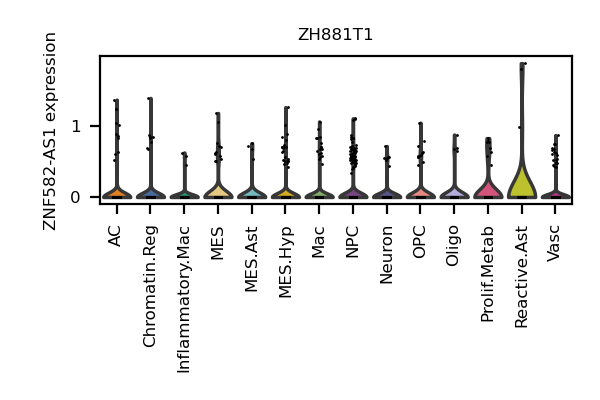 ZH881T1
ZNF582-AS1 expression
1
0
AC
Chromatin.Reg
Inflammatory.Mac
MES
MES.Ast
MES.Hyp
Mac
NPC
Neuron
OPC
Oligo
Prolif.Metab
Reactive.Ast
Vasc